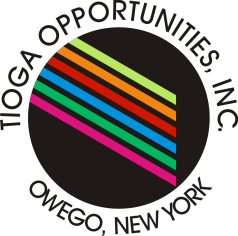 TIOGA OPPORTUNITIES, INC.
OWEGO, NEW YORK